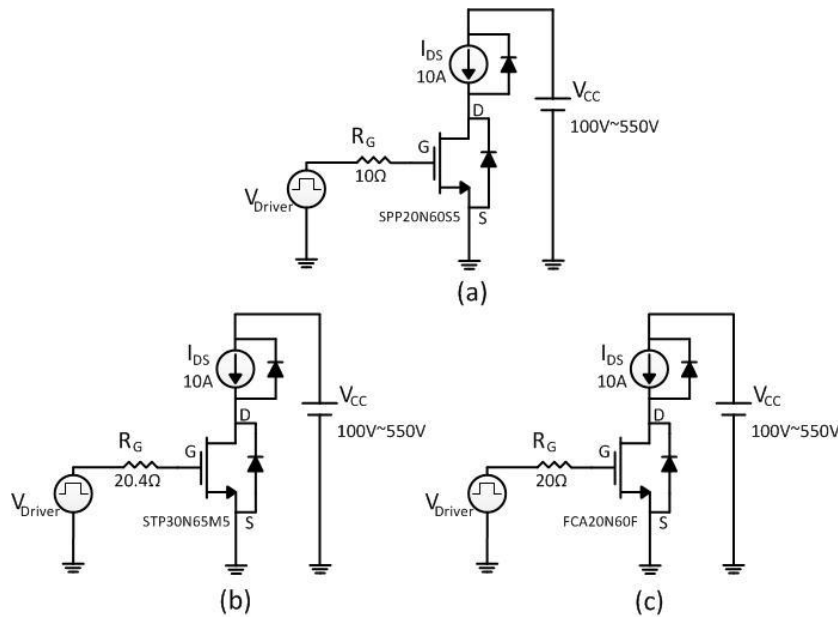 I_DS
10A
V_CC
100V~550V
D
R_G
G
10Ω
V_Driver
SPP20N60S5
S
(a)
I_DS
10A
V_CC
100V~550V
D
R_G
G
20.4Ω
V_Driver
STP30N65M5
S
(b)
I_DS
10A
V_CC
100V~550V
D
R_G
G
20Ω
V_Driver
FCA20N60F
S
(c)